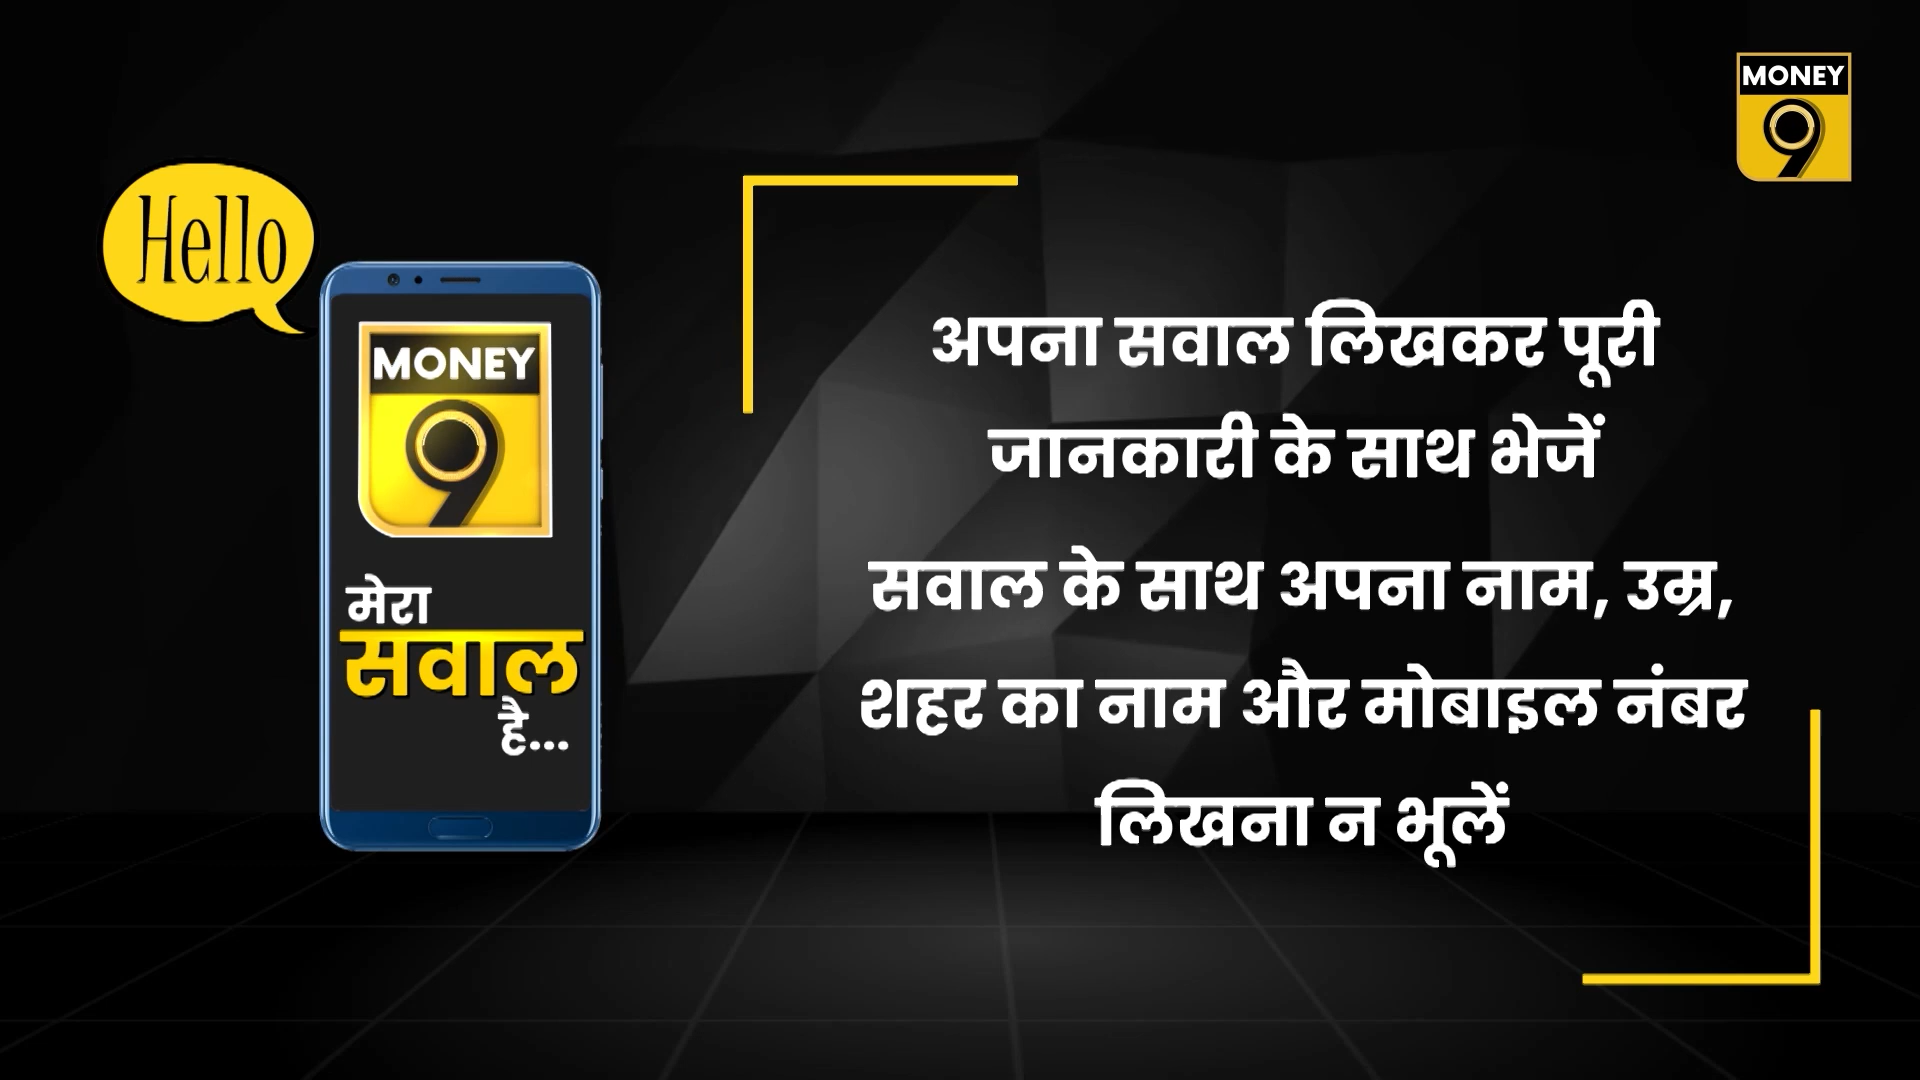 MONEY
9
Hello
MONEY
9
मेरा
सवाल
है...
अपना सवाल लिखकर पूरी
जानकारी के साथ भेजें
सवाल के साथ अपना नाम, उम्र,
शहर का नाम और मोबाइल नंबर
लिखना न भूलें